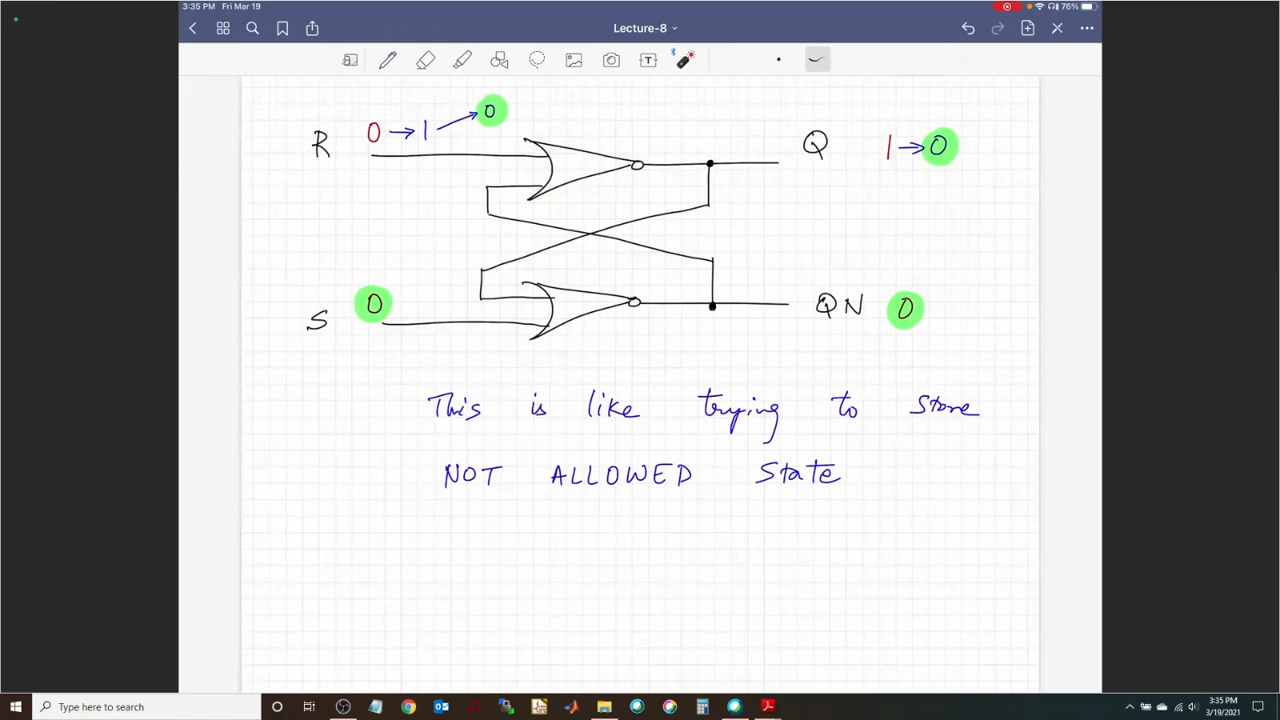 3:35 PM Fri Mar 19
76%
Lecture-8
R 0 → 1 → 0
Q 1 → 0
S 0
QN 0
This is like trying to store
NOT ALLOWED State
Type here to search
3:35 PM
3/19/2021